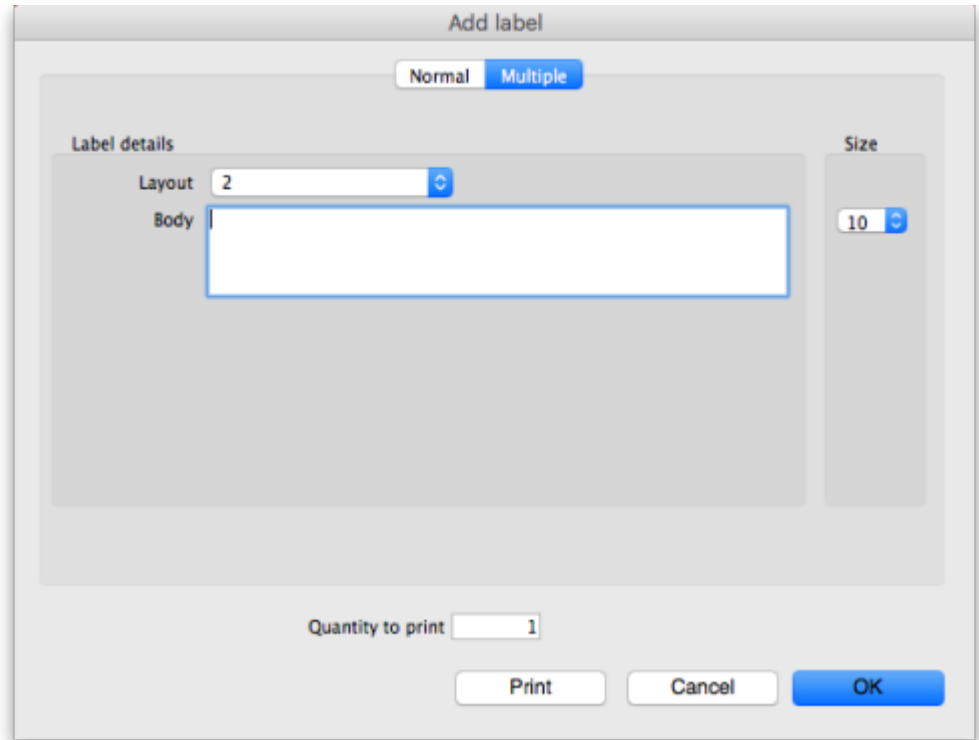 Add label
Normal Multiple
Label details Size
Layout 2
Body 10
Quantity to print 1
Print Cancel OK